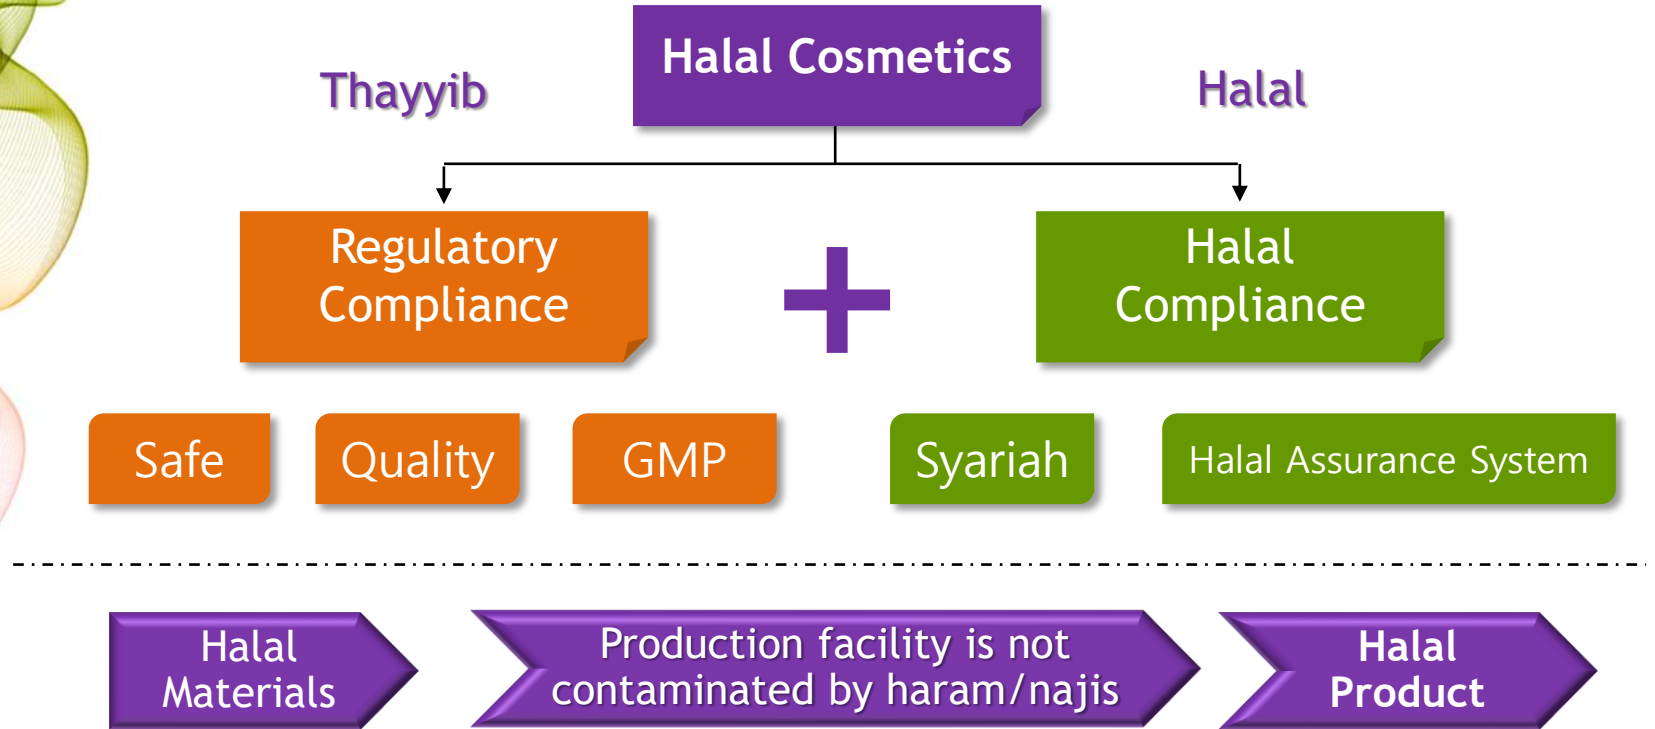 Halal Cosmetics
Thayyib
Halal
Regulatory
Compliance
Halal
Compliance
Safe
Quality
GMP
Syariah
Halal Assurance System
Halal
Materials
Production facility is not
contaminated by haram/najis
Halal
Product